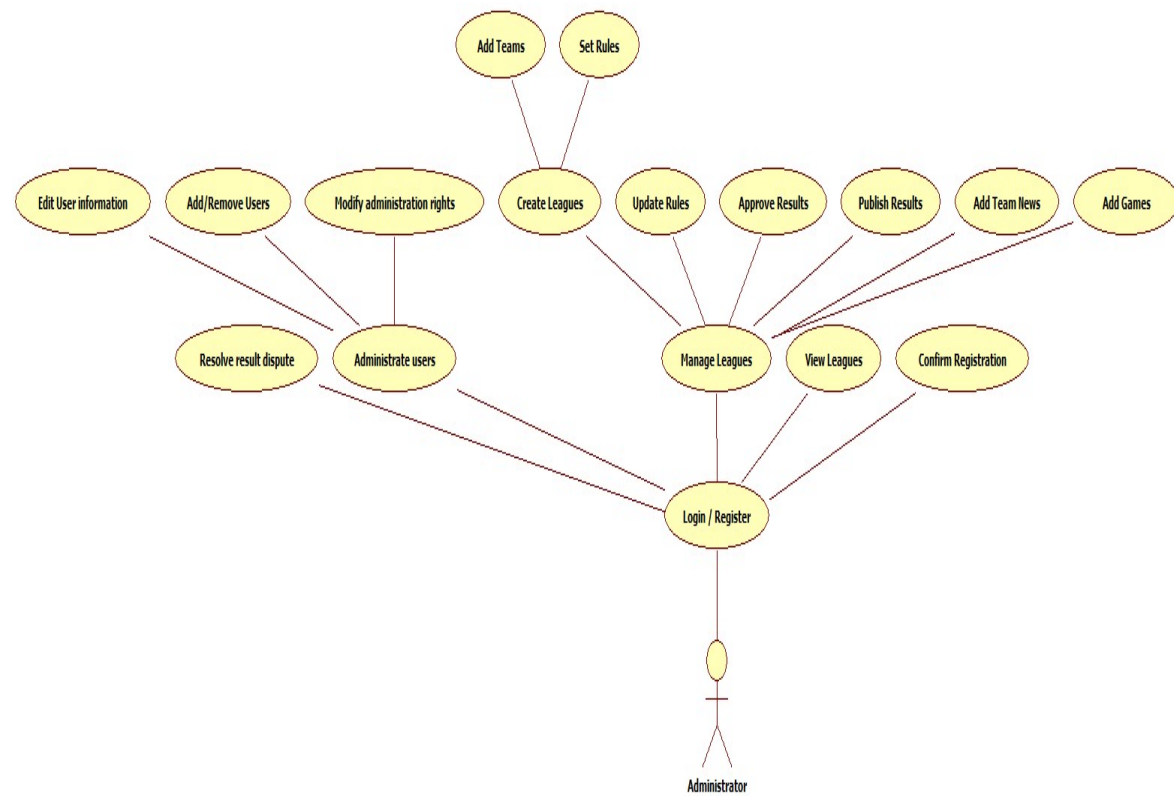 Add Teams
Set Rules
Edit User information
Add/Remove Users
Modify administration rights
Create Leagues
Update Rules
Approve Results
Publish Results
Add Team News
Add Games
Resolve result dispute
Administrate users
Manage Leagues
View Leagues
Confirm Registration
Login / Register
Administrator